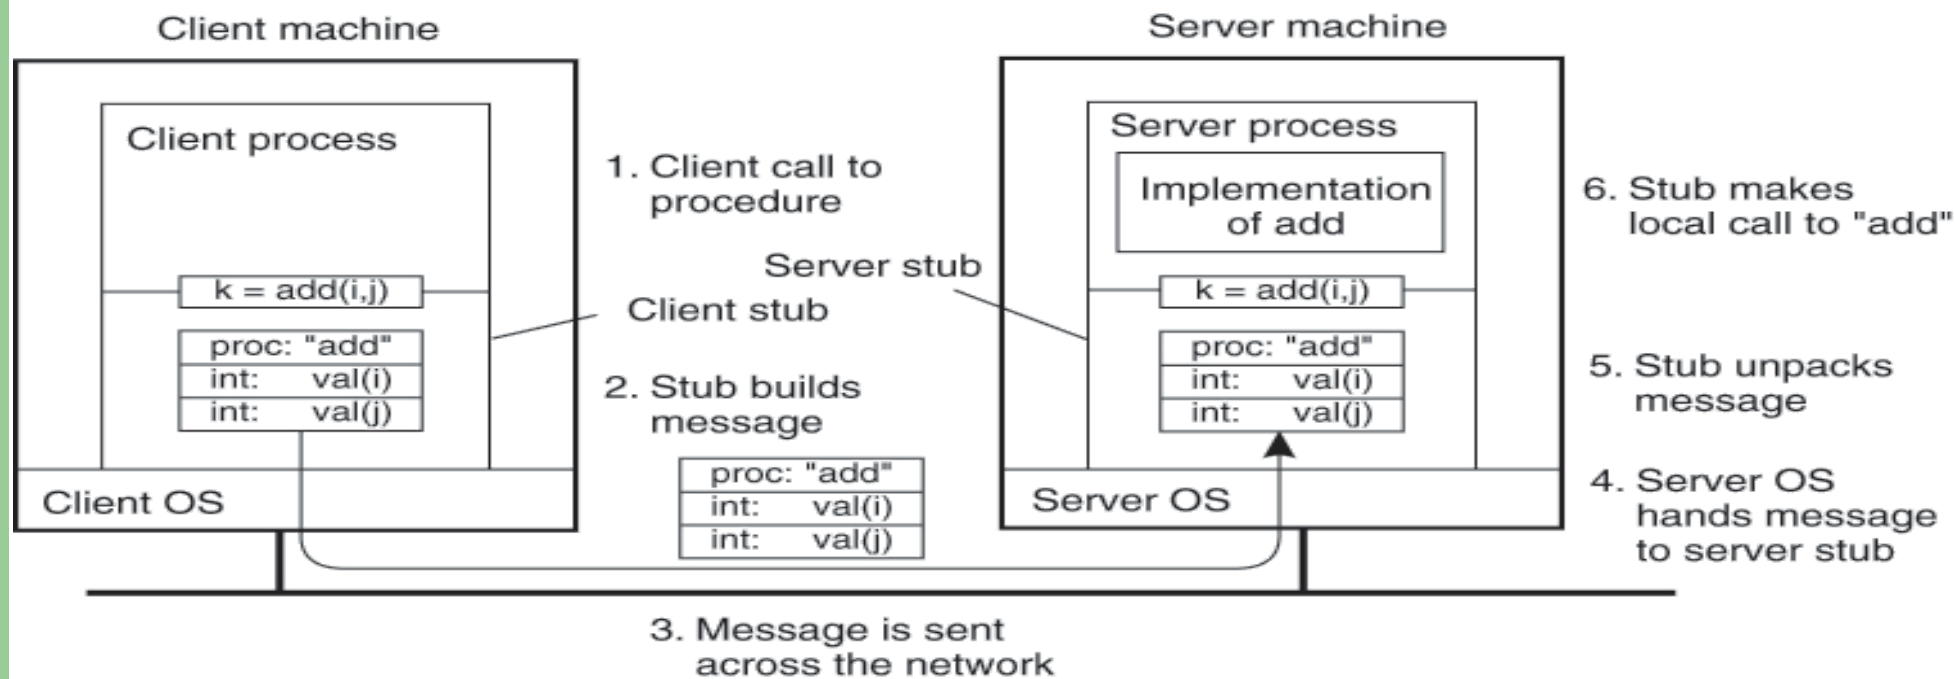 Client machine
Server machine
Client process
k = add(i,j)
proc: "add"
int: val(i)
int: val(j)
Client OS
1. Client call to
procedure
Server stub
Client stub
2. Stub builds
message
proc: "add"
int: val(i)
int: val(j)
3. Message is sent
across the network
Server process
Implementation
of add
k = add(i,j)
proc: "add"
int: val(i)
int: val(j)
Server OS
6. Stub makes
local call to "add"
5. Stub unpacks
message
4. Server OS
hands message
to server stub